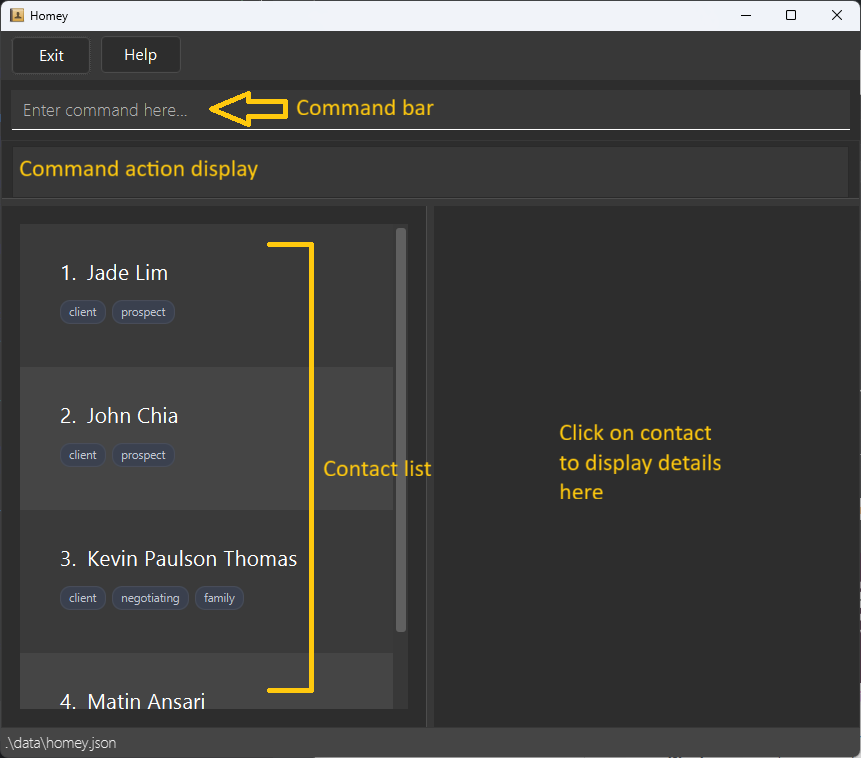 Homey
Exit
Help
Enter command here...
Command bar
Command action display
1. Jade Lim
client
prospect
2. John Chia
client
prospect
Contact list
3. Kevin Paulson Thomas
client
negotiating
family
4. Matin Ansari
Click on contact
to display details
here
.\data\homey.json